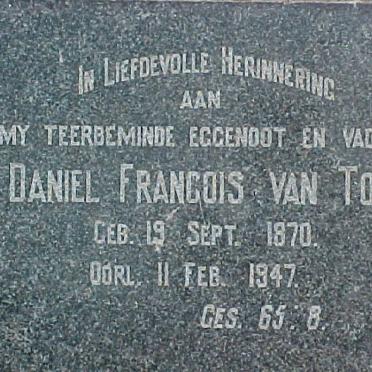 IN LIEFDEVOLLE HERINNERING
AAN
MY TEERBEMINDE EGGENOOT EN VAD
DANIEL FRANCOIS VAN TO
GEB. 19 SEPT. 1870.
OORL. 11 FEB. 1947.
GES. 65: 8.